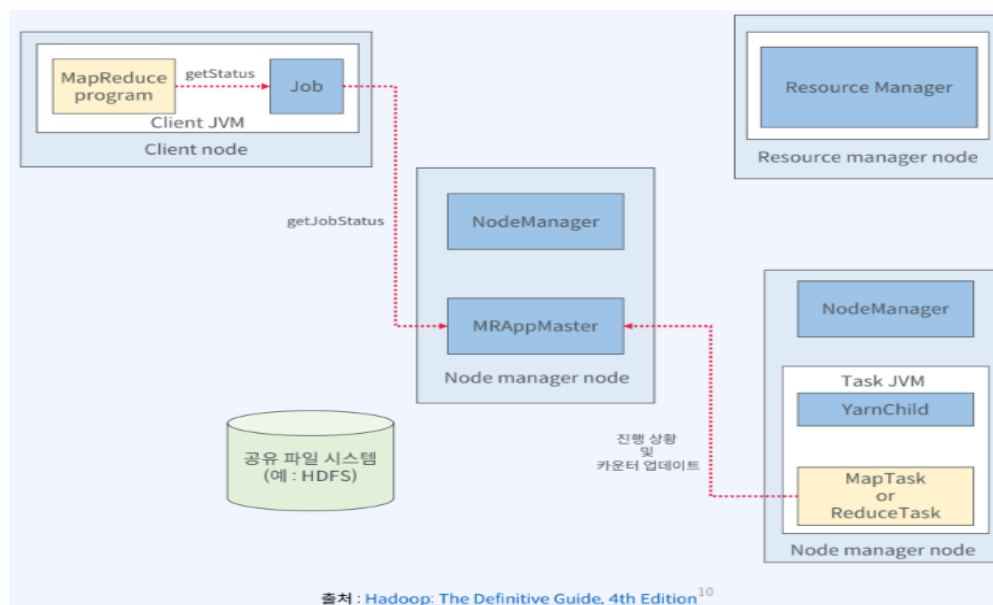 MapReduce
program
getStatus
Job
Client JVM
Client node
Resource Manager
Resource manager node
getJobStatus
NodeManager
MRAppMaster
Node manager node
NodeManager
Task JVM
YarnChild
MapTask
or
ReduceTask
Node manager node
진행 상황
및
카운터 업데이트
공유 파일 시스템
(예 : HDFS)
출처 : Hadoop: The Definitive Guide, 4th Edition10